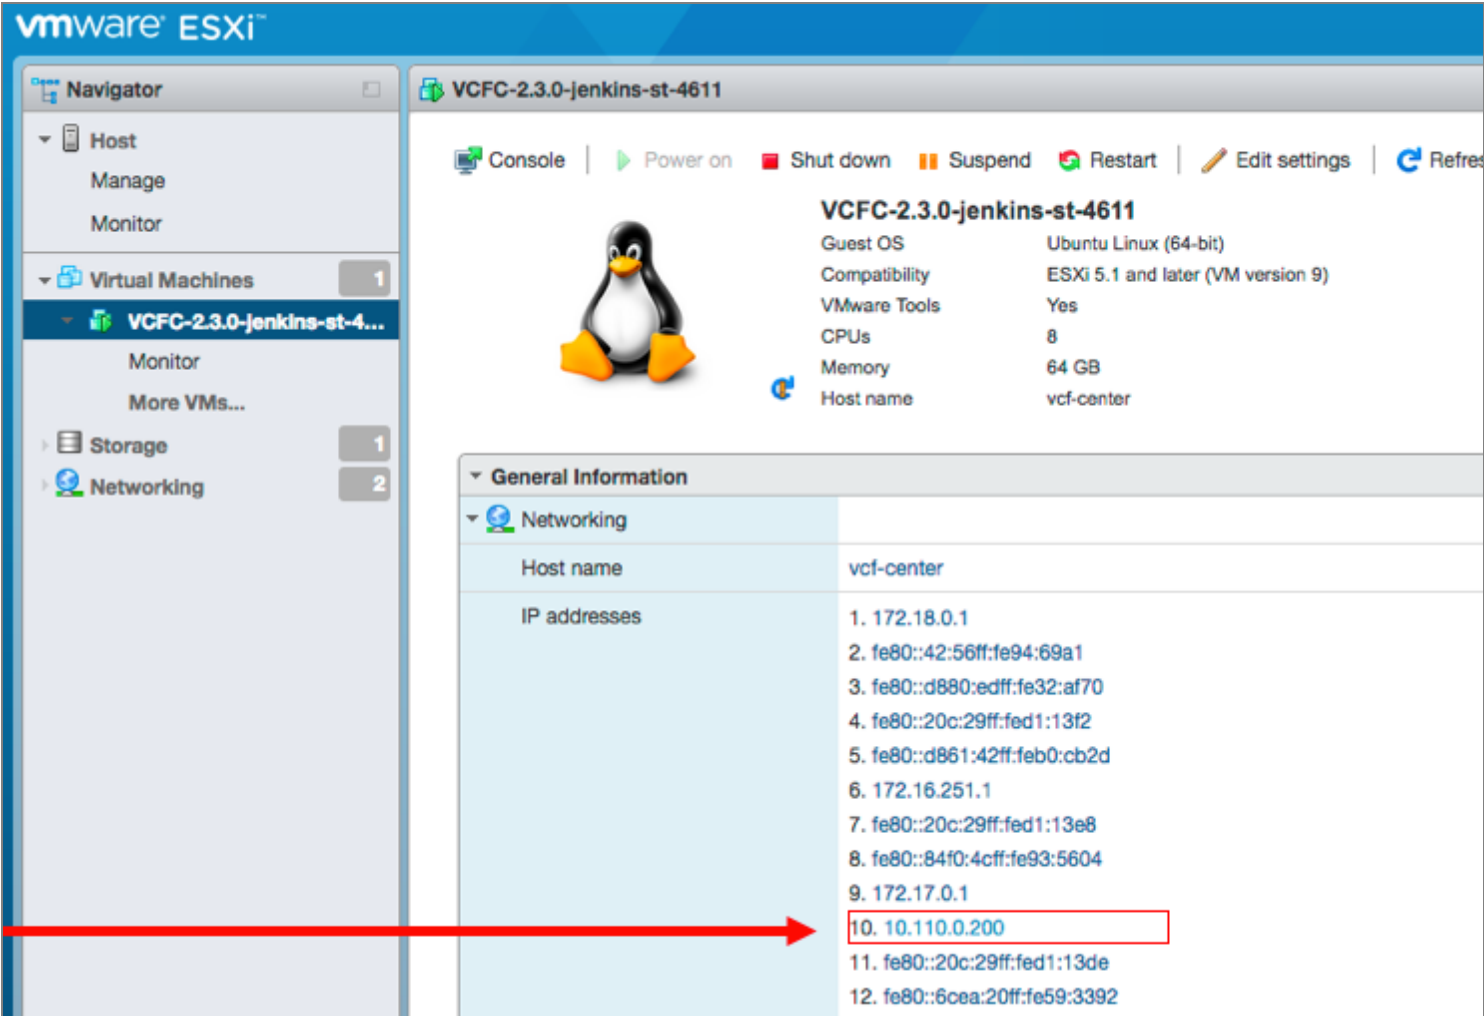 vmware ESXi™
Navigator
VCFC-2.3.0-jenkins-st-4611
Host
Manage
Monitor
Virtual Machines 1
VCFC-2.3.0-jenkins-st-4...
Monitor
More VMs...
Storage 1
Networking 2
Console Power on Shut down Suspend Restart Edit settings Refres
VCFC-2.3.0-jenkins-st-4611
Guest OS Ubuntu Linux (64-bit)
Compatibility ESXi 5.1 and later (VM version 9)
VMware Tools Yes
CPUs 8
Memory 64 GB
Host name vcf-center
General Information
Networking
Host name vcf-center
IP addresses 1. 172.18.0.1
2. fe80::42:56ff:fe94:69a1
3. fe80::d880:edff:fe32:af70
4. fe80::20c:29ff:fed1:13f2
5. fe80::d861:42ff:feb0:cb2d
6. 172.16.251.1
7. fe80::20c:29ff:fed1:13e8
8. fe80::84f0:4cff:fe93:5604
9. 172.17.0.1
10. 10.110.0.200
11. fe80::20c:29ff:fed1:13de
12. fe80::6cea:20ff:fe59:3392